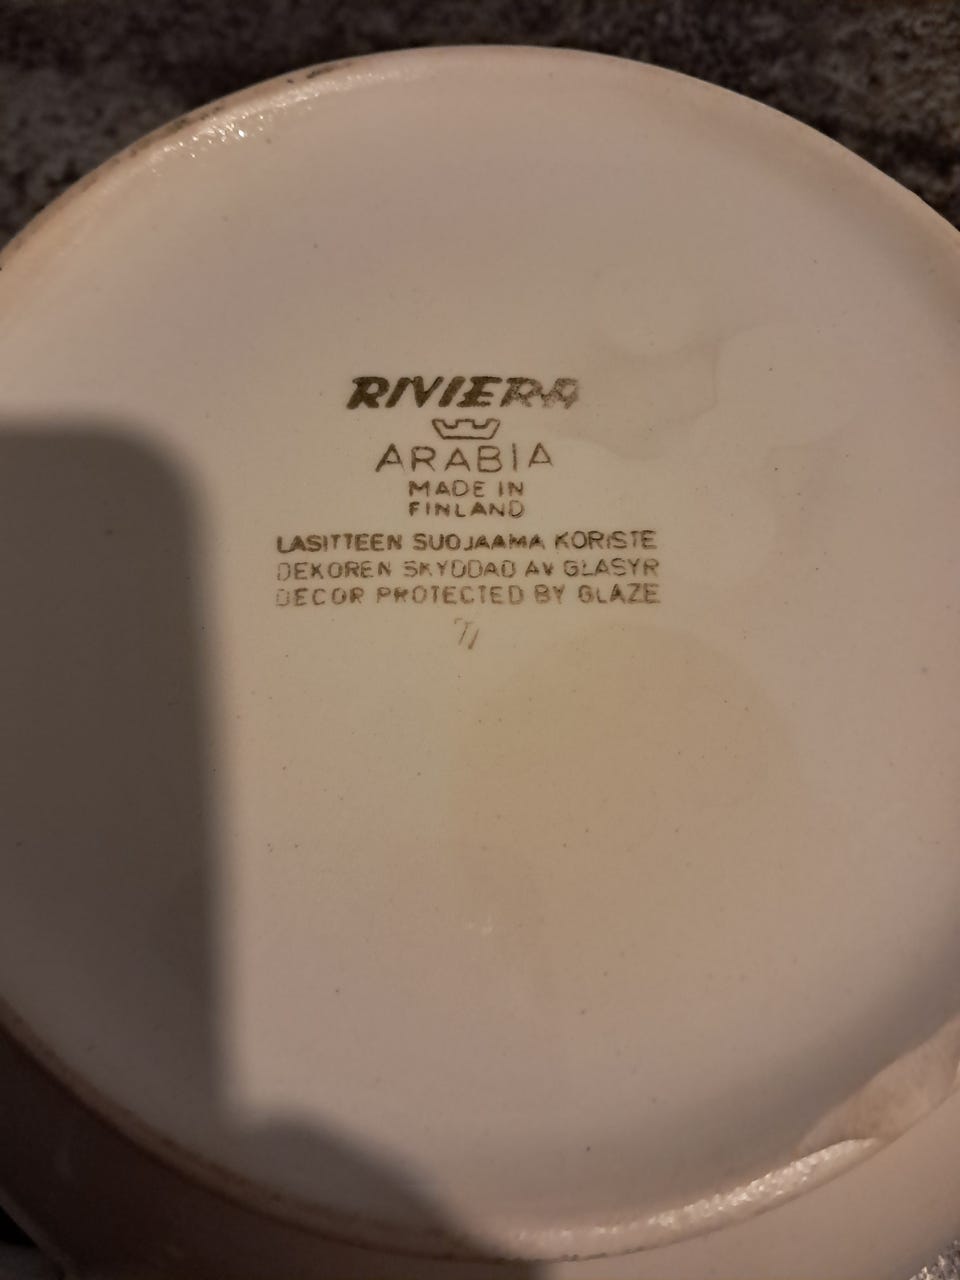 RIVIERA
ARABIA
MADE IN
FINLAND
LASITTEEN SUOJAAMA KORISTE
DEKOREN SKYDDAD AV GLASYR
DECOR PROTECTED BY GLAZE